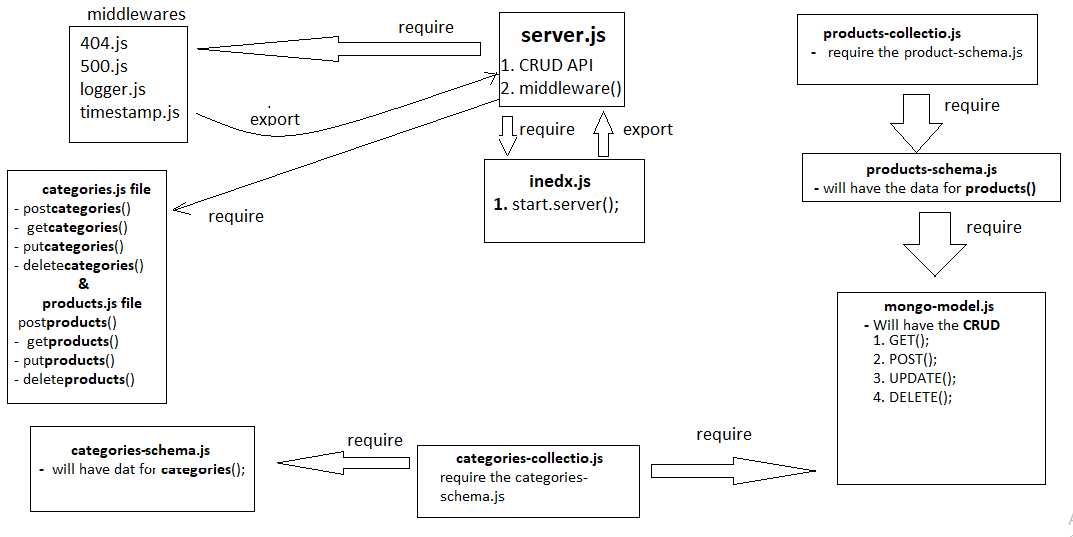 middlewares
404.js
500.js
logger.js
timestamp.js
require
export
server.js
1. CRUD API
2. middleware()
require
export
inedx.js
1. start.server();
require
categories.js file
- postcategories()
- getcategories()
- putcategories()
- deletecategories()
&
products.js file
postproducts()
- getproducts()
- putproducts()
- deleteproducts()
products-collectio.js
- require the product-schema.js
require
products-schema.js
- will have the data for products()
require
mongo-model.js
- Will have the CRUD
1. GET();
2. POST();
3. UPDATE();
4. DELETE();
categories-schema.js
- will have dat for categories();
require
categories-collectio.js
require the categories-
schema.js
require